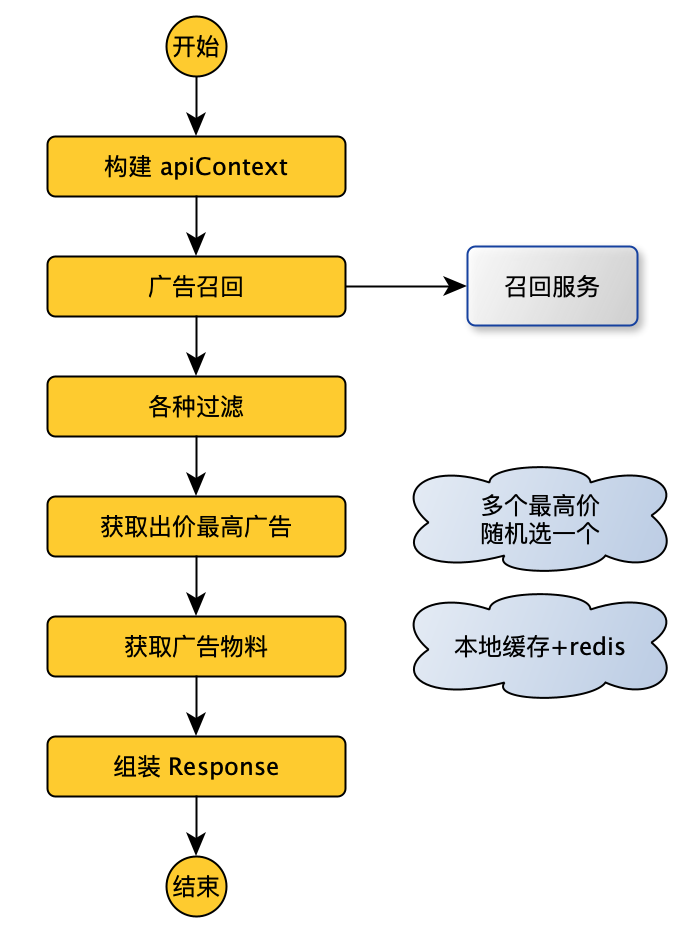 开始
构建 apiContext
广告召回
召回服务
各种过滤
获取出价最高广告
多个最高价
随机选一个
获取广告物料
本地缓存+redis
组装 Response
结束